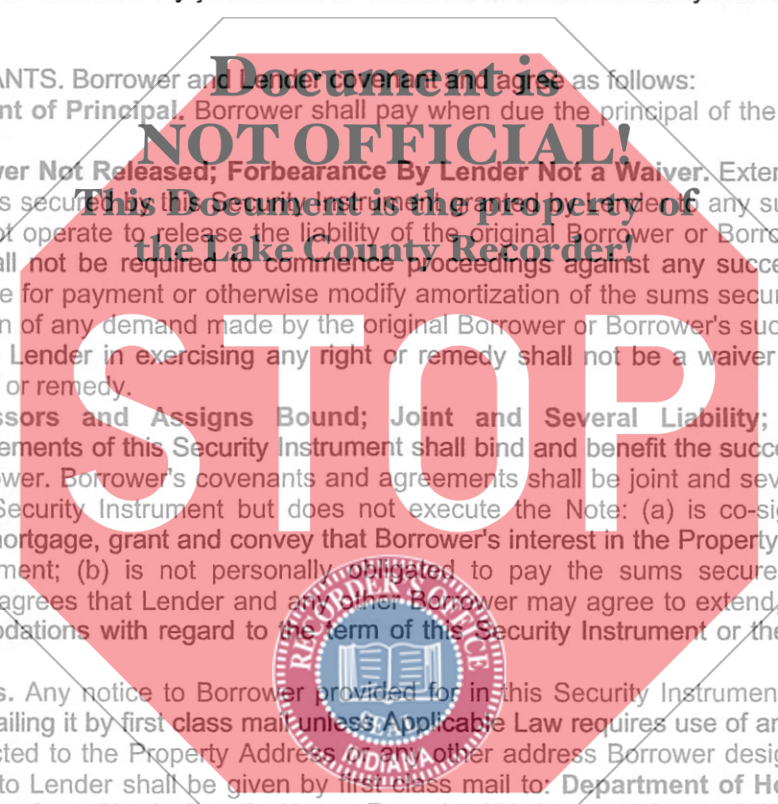 Document is
NOT OFFICIAL!
This Document is the property of
the Lake County Recorder!
STOP
RECORDER'S OFFICE
SEAL
INDIANA
ANTS. Borrower and Lender covenant and agree as follows:
nt of Principal. Borrower shall pay when due the principal of the
ver Not Released; Forbearance By Lender Not a Waiver. Exten
s secured by this Security Instrument granted by Lender to any su
ot operate to release the liability of the original Borrower or Borro
all not be required to commence proceedings against any succe
e for payment or otherwise modify amortization of the sums secur
n of any demand made by the original Borrower or Borrower's suc
Lender in exercising any right or remedy shall not be a waiver
or remedy.
ssors and Assigns Bound; Joint and Several Liability;
ements of this Security Instrument shall bind and benefit the succe
ower. Borrower's covenants and agreements shall be joint and sev
Security Instrument but does not execute the Note: (a) is co-sig
ortgage, grant and convey that Borrower's interest in the Property
ment; (b) is not personally obligated to pay the sums secure
agrees that Lender and any other Borrower may agree to extend,
odations with regard to the term of this Security Instrument or the
s. Any notice to Borrower provided for in this Security Instrumen
ailing it by first class mail unless Applicable Law requires use of an
cted to the Property Address or any other address Borrower desig
to Lender shall be given by first class mail to: Department of Ho